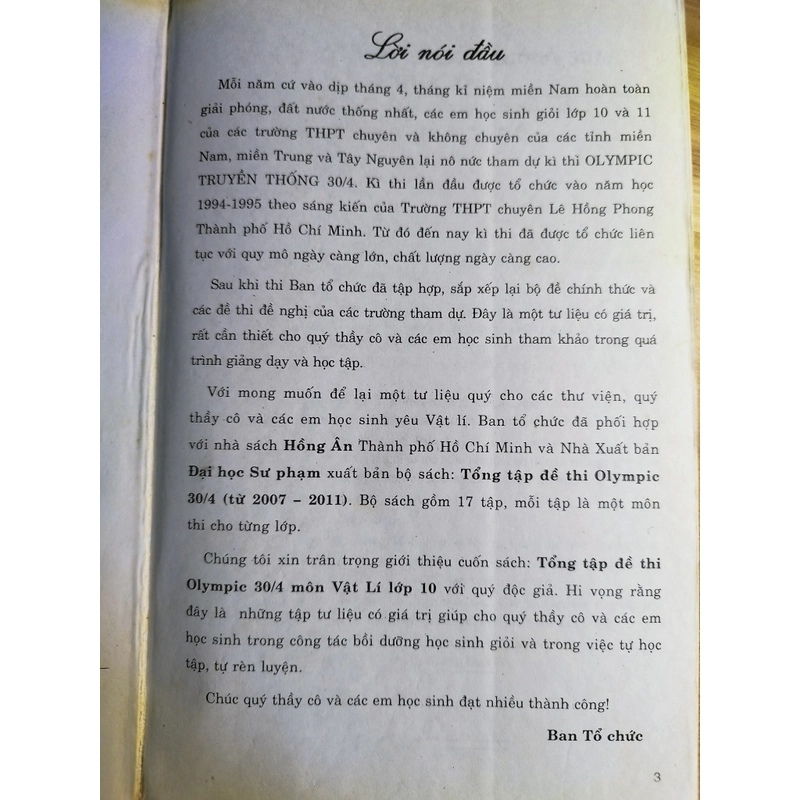 Lời nói đầu
Mỗi năm cứ vào dịp tháng 4, tháng kỉ niệm miền Nam hoàn toàn
giải phóng, đất nước thống nhất, các em học sinh giỏi lớp 10 và 11
của các trường THPT chuyên và không chuyên của các tỉnh miền
Nam, miền Trung và Tây Nguyên lại nô nức tham dự kì thi OLYMPIC
TRUYỀN THỐNG 30/4. Kì thi lần đầu được tổ chức vào năm học
1994-1995 theo sáng kiến của Trường THPT chuyên Lê Hồng Phong
Thành phố Hồ Chí Minh. Từ đó đến nay kì thi đã được tổ chức liên
tục với quy mô ngày càng lớn, chất lượng ngày càng cao.
Sau khi thi Ban tổ chức đã tập hợp, sắp xếp lại bộ đề chính thức và
các đề thi đề nghị của các trường tham dự. Đây là một tư liệu có giá trị,
rất cần thiết cho quý thầy cô và các em học sinh tham khảo trong quá
trình giảng dạy và học tập.
Với mong muốn để lại một tư liệu quý cho các thư viện, quý
thầy cô và các em học sinh yêu Vật lí. Ban tổ chức đã phối hợp
với nhà sách Hồng Ân Thành phố Hồ Chí Minh và Nhà Xuất bản
Đại học Sư phạm xuất bản bộ sách: Tổng tập đề thi Olympic
30/4 (từ 2007 – 2011). Bộ sách gồm 17 tập, mỗi tập là một môn
thi cho từng lớp.
Chúng tôi xin trân trọng giới thiệu cuốn sách: Tổng tập đề thi
Olympic 30/4 môn Vật Lí lớp 10 với quý độc giả. Hi vọng rằng
đây là những tập tư liệu có giá trị giúp cho quý thầy cô và các em
học sinh trong công tác bồi dưỡng học sinh giỏi và trong việc tự học
tập, tự rèn luyện.
Chúc quý thầy cô và các em học sinh đạt nhiều thành công!
Ban Tổ chức
3